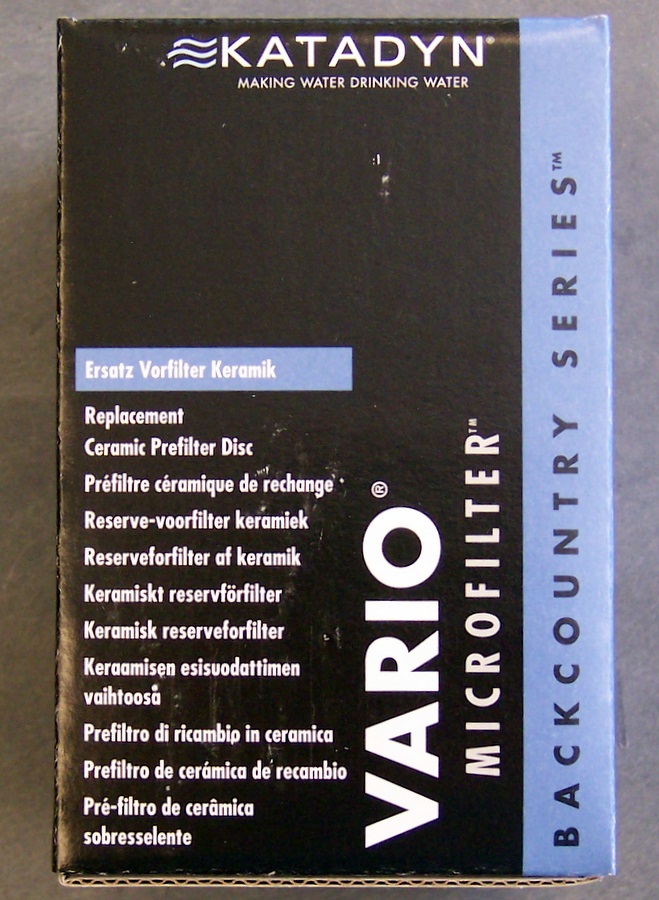 KATADYN®
MAKING WATER DRINKING WATER
Ersatz Vorfilter Keramik
Replacement
Ceramic Prefilter Disc
Préfiltre céramique de rechange
Reserve-voorfilter keramiek
Reserveforfilter af keramik
Keramiskt reservförfilter
Keramisk reserveforfilter
Keraamisen esisuodattimen
vaihtoosa
Prefiltro di ricambio in ceramica
Prefiltro de cerámica de recambio
Pré-filtro de cerâmica
sobresselente
VARIO®
MICROFILTER™
BACKCOUNTRY SERIES™